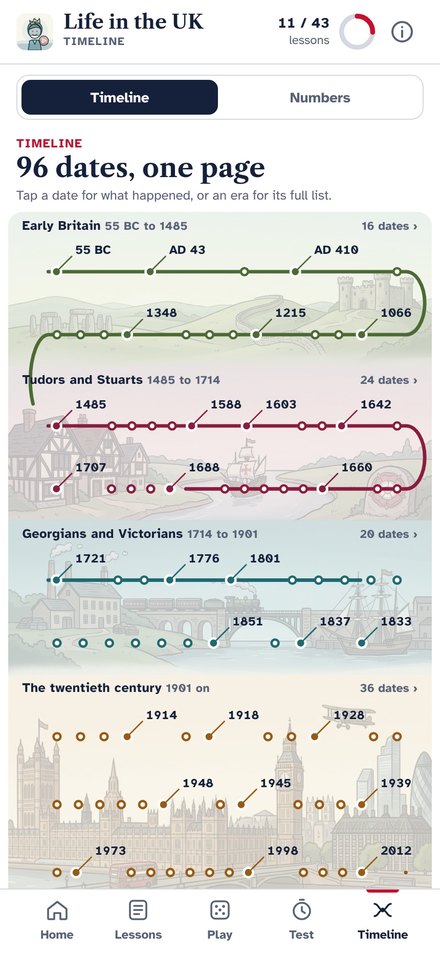 Life in the UK
TIMELINE
11 / 43
lessons
Timeline
Numbers
TIMELINE
96 dates, one page
Tap a date for what happened, or an era for its full list.
Early Britain 55 BC to 1485
16 dates ›
55 BC
AD 43
AD 410
1348
1215
1066
Tudors and Stuarts 1485 to 1714
24 dates ›
1485
1588
1603
1642
1707
1688
1660
Georgians and Victorians 1714 to 1901
20 dates ›
1721
1776
1801
1851
1837
1833
The twentieth century 1901 on
36 dates ›
1914
1918
1928
1948
1945
1939
1973
1998
2012
Home
Lessons
Play
Test
Timeline